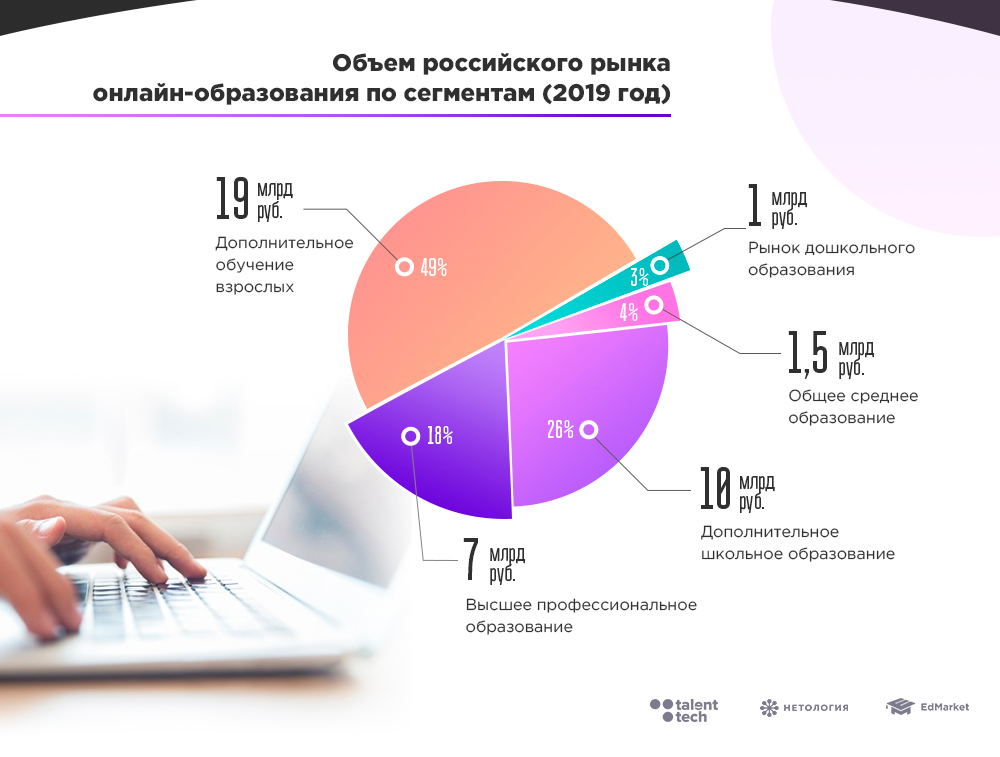 Объем российского рынка
онлайн-образования по сегментам (2019 год)
19 млрд
руб.
Дополнительное
обучение
взрослых
49%
1 млрд
руб.
Рынок дошкольного
образования
3%
4%
1,5 млрд
руб.
Общее среднее
образование
26%
10 млрд
руб.
Дополнительное
школьное образование
18%
7 млрд
руб.
Высшее профессиональное
образование
talent
tech
НЕТОЛОГИЯ
EdMarket